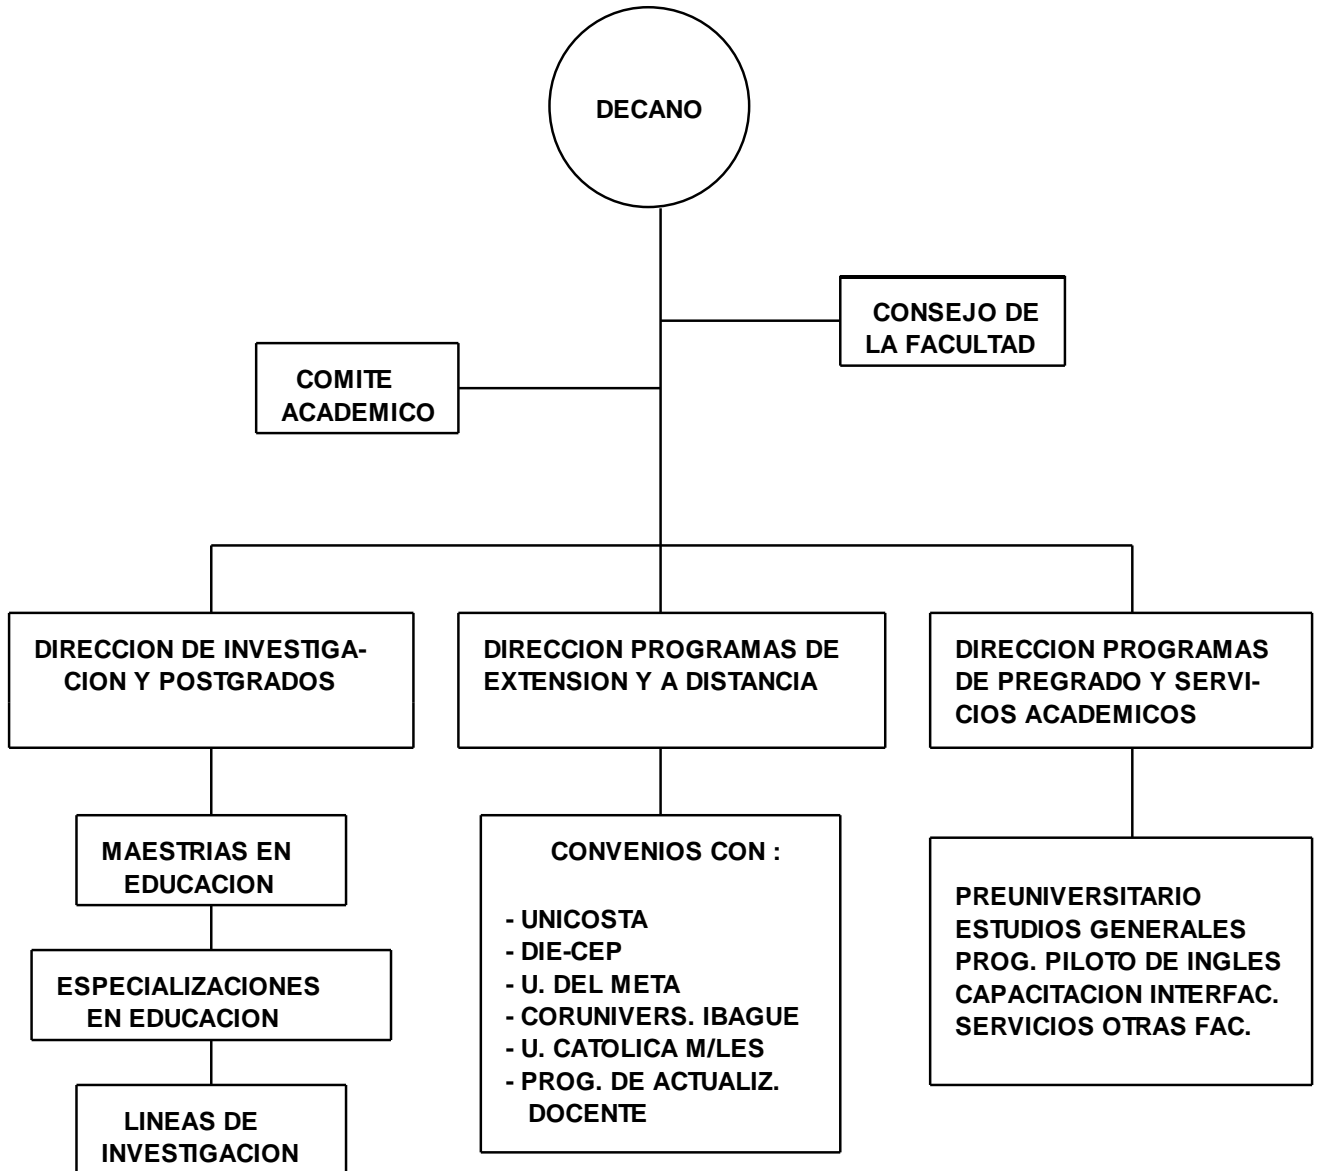 DECANO
CONSEJO DE
LA FACULTAD
COMITE
ACADEMICO
DIRECCION DE INVESTIGA-
CION Y POSTGRADOS
DIRECCION PROGRAMAS DE
EXTENSION Y A DISTANCIA
DIRECCION PROGRAMAS
DE PREGRADO Y SERVI-
CIOS ACADEMICOS
MAESTRIAS EN
EDUCACION
ESPECIALIZACIONES
EN EDUCACION
LINEAS DE
INVESTIGACION
CONVENIOS CON :
- UNICOSTA
- DIE-CEP
- U. DEL META
- CORUNIVERS. IBAGUE
- U. CATOLICA M/LES
- PROG. DE ACTUALIZ.
DOCENTE
PREUNIVERSITARIO
ESTUDIOS GENERALES
PROG. PILOTO DE INGLES
CAPACITACION INTERFAC.
SERVICIOS OTRAS FAC.